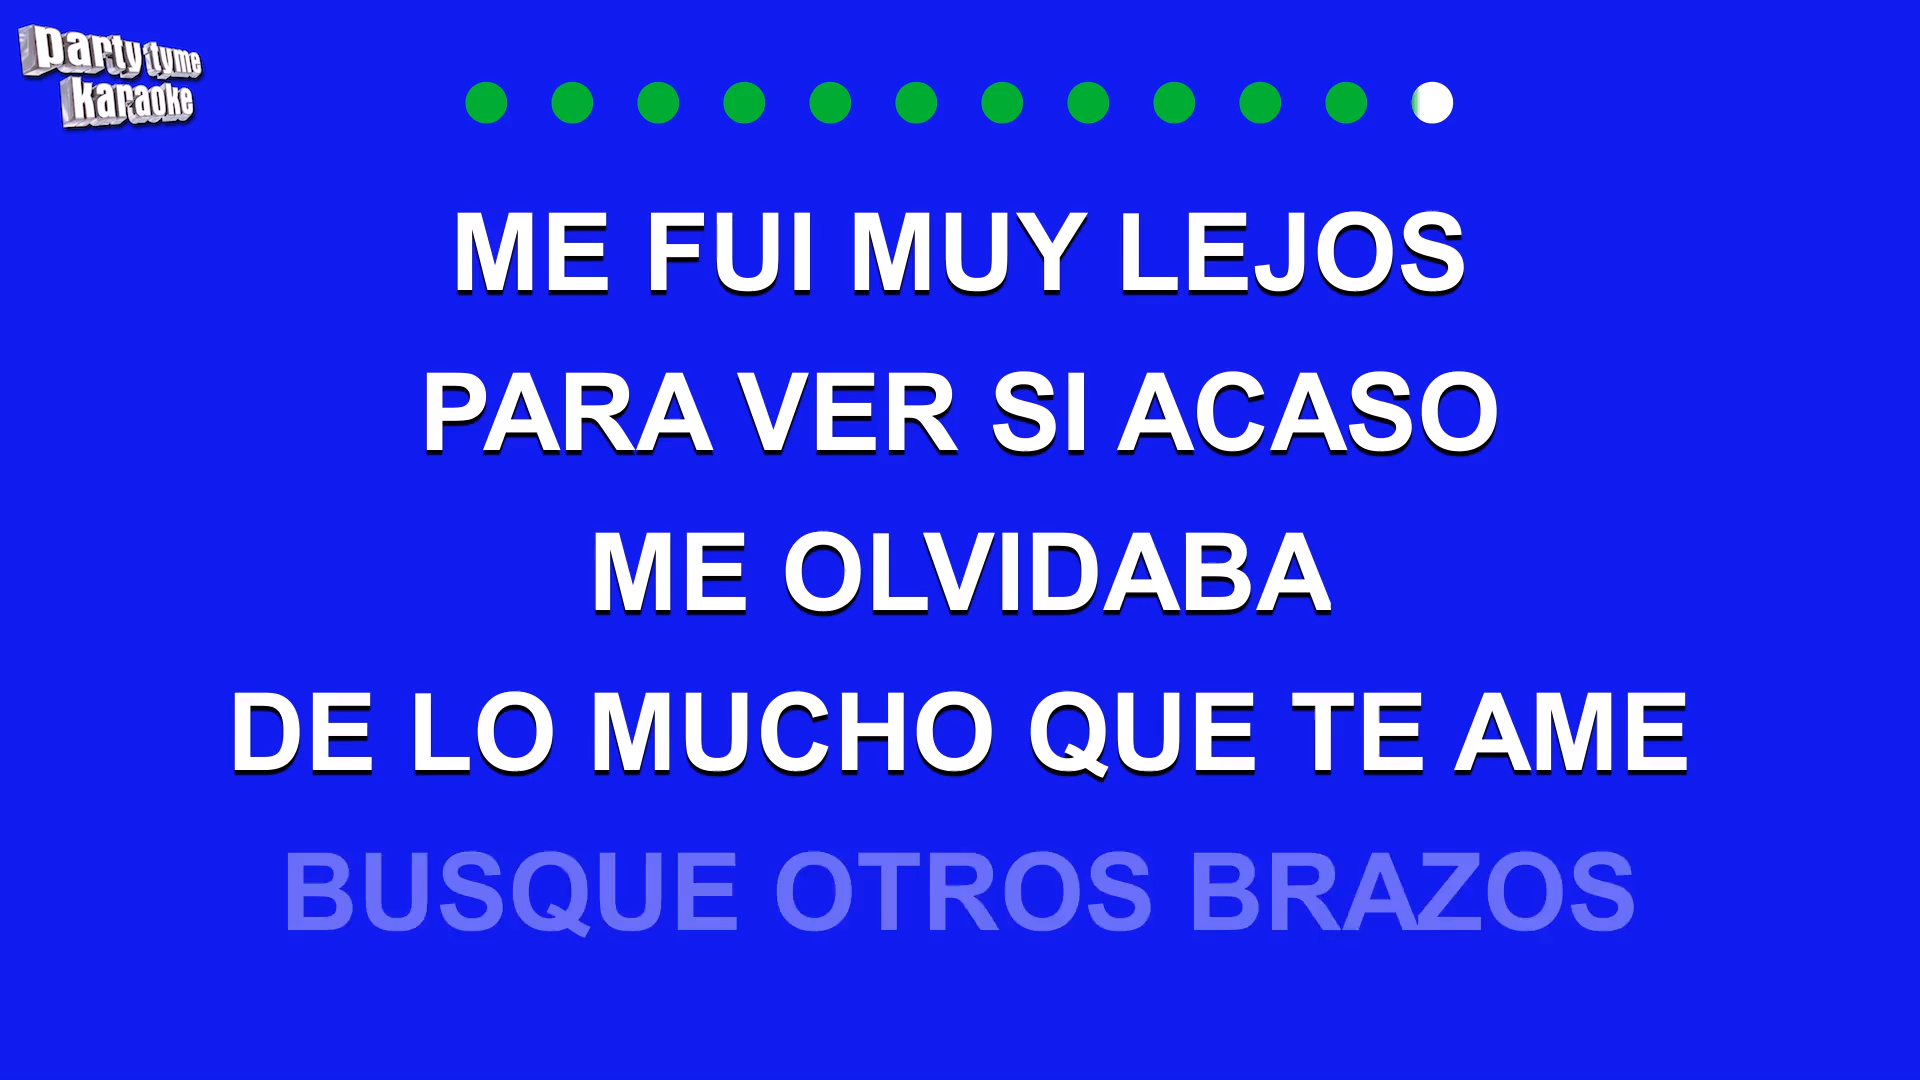 party tyme
karaoke
ME FUI MUY LEJOS
PARA VER SI ACASO
ME OLVIDABA
DE LO MUCHO QUE TE AME
BUSQUE OTROS BRAZOS